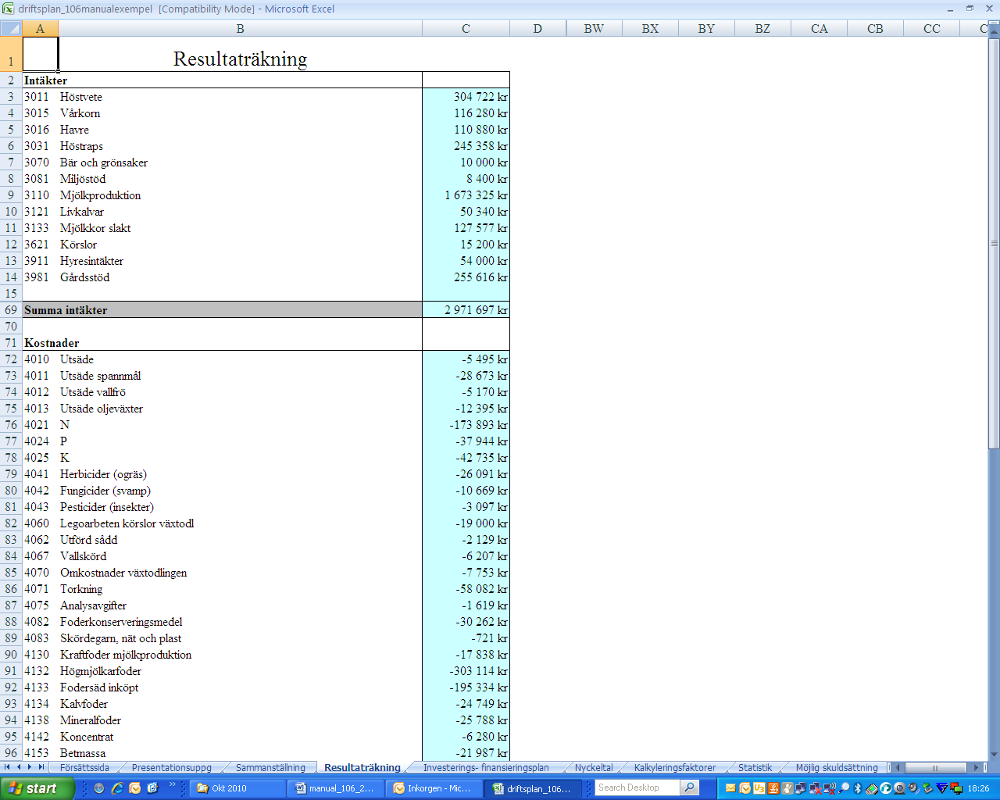 driftsplan_106manualexempel [Compatibility Mode] - Microsoft Excel
A B C D BW BX BY BZ CA CB CC C
1 Resultaträkning
2 Intäkter
3 3011 Höstvete 304 722 kr
4 3015 Vårkorn 116 280 kr
5 3016 Havre 110 880 kr
6 3031 Höstraps 245 358 kr
7 3070 Bär och grönsaker 10 000 kr
8 3081 Miljöstöd 8 400 kr
9 3110 Mjölkproduktion 1 673 325 kr
10 3121 Livkalvar 50 340 kr
11 3133 Mjölkkor slakt 127 577 kr
12 3621 Körslor 15 200 kr
13 3911 Hyresintäkter 54 000 kr
14 3981 Gårdsstöd 255 616 kr
15
69 Summa intäkter 2 971 697 kr
70
71 Kostnader
72 4010 Utsäde -5 495 kr
73 4011 Utsäde spannmål -28 673 kr
74 4012 Utsäde vallfrö -5 170 kr
75 4013 Utsäde oljeväxter -12 395 kr
76 4021 N -173 893 kr
77 4024 P -37 944 kr
78 4025 K -42 735 kr
79 4041 Herbicider (ogräs) -26 091 kr
80 4042 Fungicider (svamp) -10 669 kr
81 4043 Pesticider (insekter) -3 097 kr
82 4060 Legoarbeten körslor växtodl -19 000 kr
83 4062 Utförd sådd -2 129 kr
84 4067 Vallskörd -6 207 kr
85 4070 Omkostnader växtodlingen -7 753 kr
86 4071 Torkning -58 082 kr
87 4075 Analysavgifter -1 619 kr
88 4082 Foderkonserveringsmedel -30 262 kr
89 4083 Skördegarn, nät och plast -721 kr
90 4130 Kraftfoder mjölkproduktion -17 838 kr
91 4132 Högmjölkarfoder -303 114 kr
92 4133 Fodersäd inköpt -195 334 kr
93 4134 Kalvfoder -24 749 kr
94 4138 Mineralfoder -25 788 kr
95 4142 Koncentrat -6 280 kr
96 4153 Betmassa -21 987 kr
Försättssida Presentationsuppg Sammanställning Resultaträkning Investerings- finansieringsplan Nyckeltal Kalkyleringsfaktorer Statistik Möjlig skuldsättning
start Okt 2010 manual_106_2... Inkorgen - Mic... driftsplan_106... Search Desktop 18:26